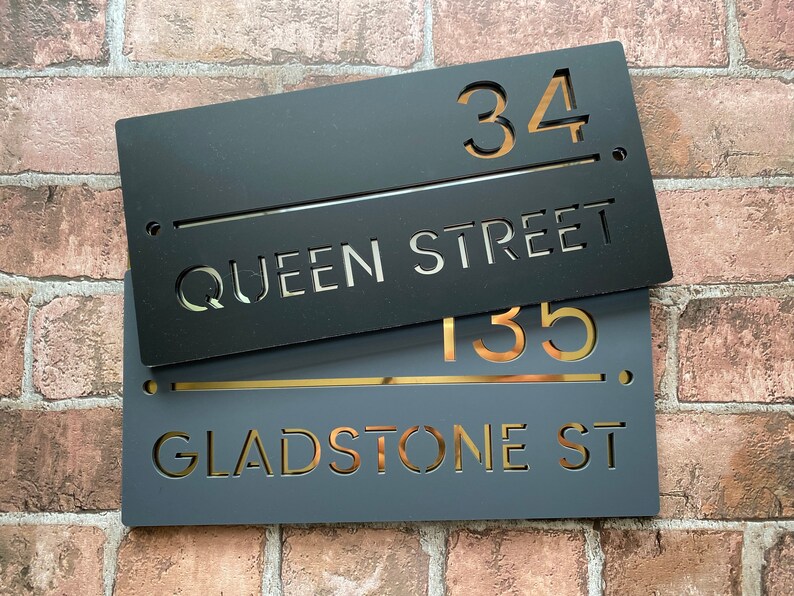 34
QUEEN STREET
135
GLADSTONE ST